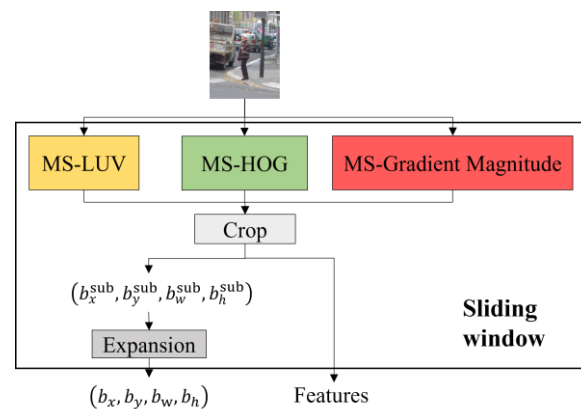 MS-LUV
MS-HOG
MS-Gradient Magnitude
Crop
(b_x^sub, b_y^sub, b_w^sub, b_h^sub)
Sliding
window
Expansion
(b_x, b_y, b_w, b_h)
Features